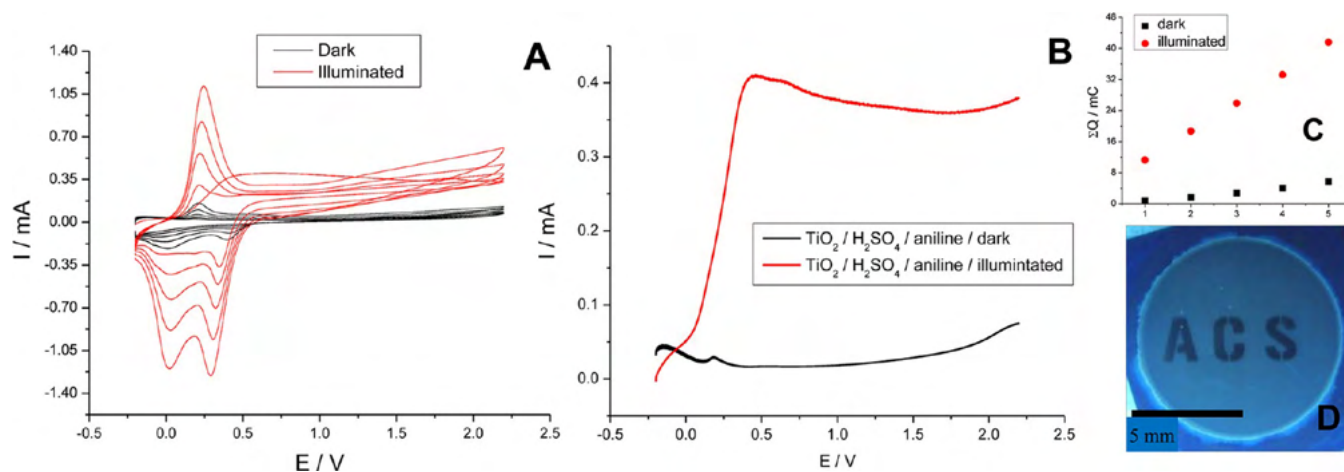 A
Dark
Illuminated
1.40
1.05
0.70
0.35
0.00
-0.35
-0.70
-1.05
-1.40
I / mA
-0.5 0.0 0.5 1.0 1.5 2.0 2.5
E / V
B
0.4
0.3
0.2
0.1
0.0
I / mA
TiO₂ / H₂SO₄ / aniline / dark
TiO₂ / H₂SO₄ / aniline / illumintated
-0.5 0.0 0.5 1.0 1.5 2.0 2.5
E / V
dark
illuminated
48
40
32
24
16
8
0
ΣQ / mC
C
1 2 3 4 5
A C S
5 mm
D